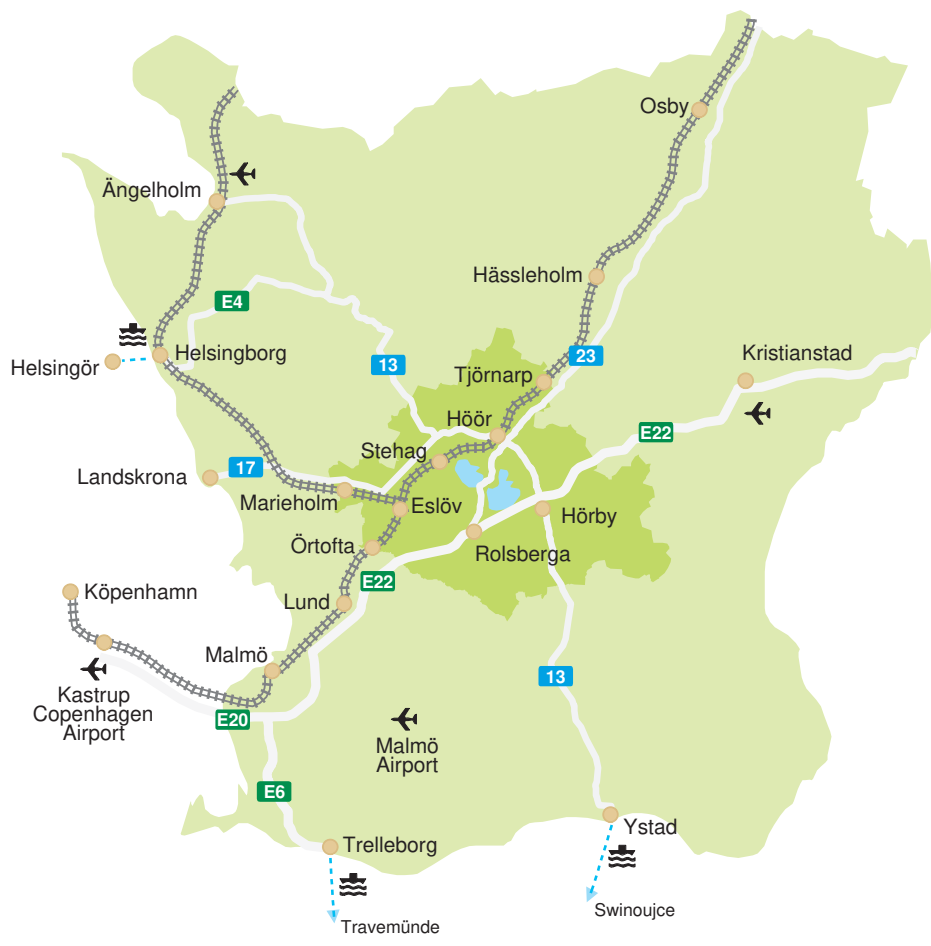 Osby
Ängelholm
Hässleholm
E4
Helsingör
Helsingborg
13
23
Kristianstad
Tjörnarp
Höör
E22
Stehag
17
Landskrona
Marieholm
Eslöv
Hörby
Örtofta
Rolsberga
E22
Köpenhamn
Lund
Malmö
13
Kastrup
Copenhagen
Airport
E20
Malmö
Airport
E6
Ystad
Trelleborg
Swinoujce
Travemünde